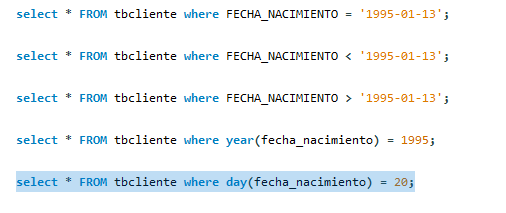 select * FROM tbcliente where FECHA_NACIMIENTO = '1995-01-13';
select * FROM tbcliente where FECHA_NACIMIENTO < '1995-01-13';
select * FROM tbcliente where FECHA_NACIMIENTO > '1995-01-13';
select * FROM tbcliente where year(fecha_nacimiento) = 1995;
select * FROM tbcliente where day(fecha_nacimiento) = 20;